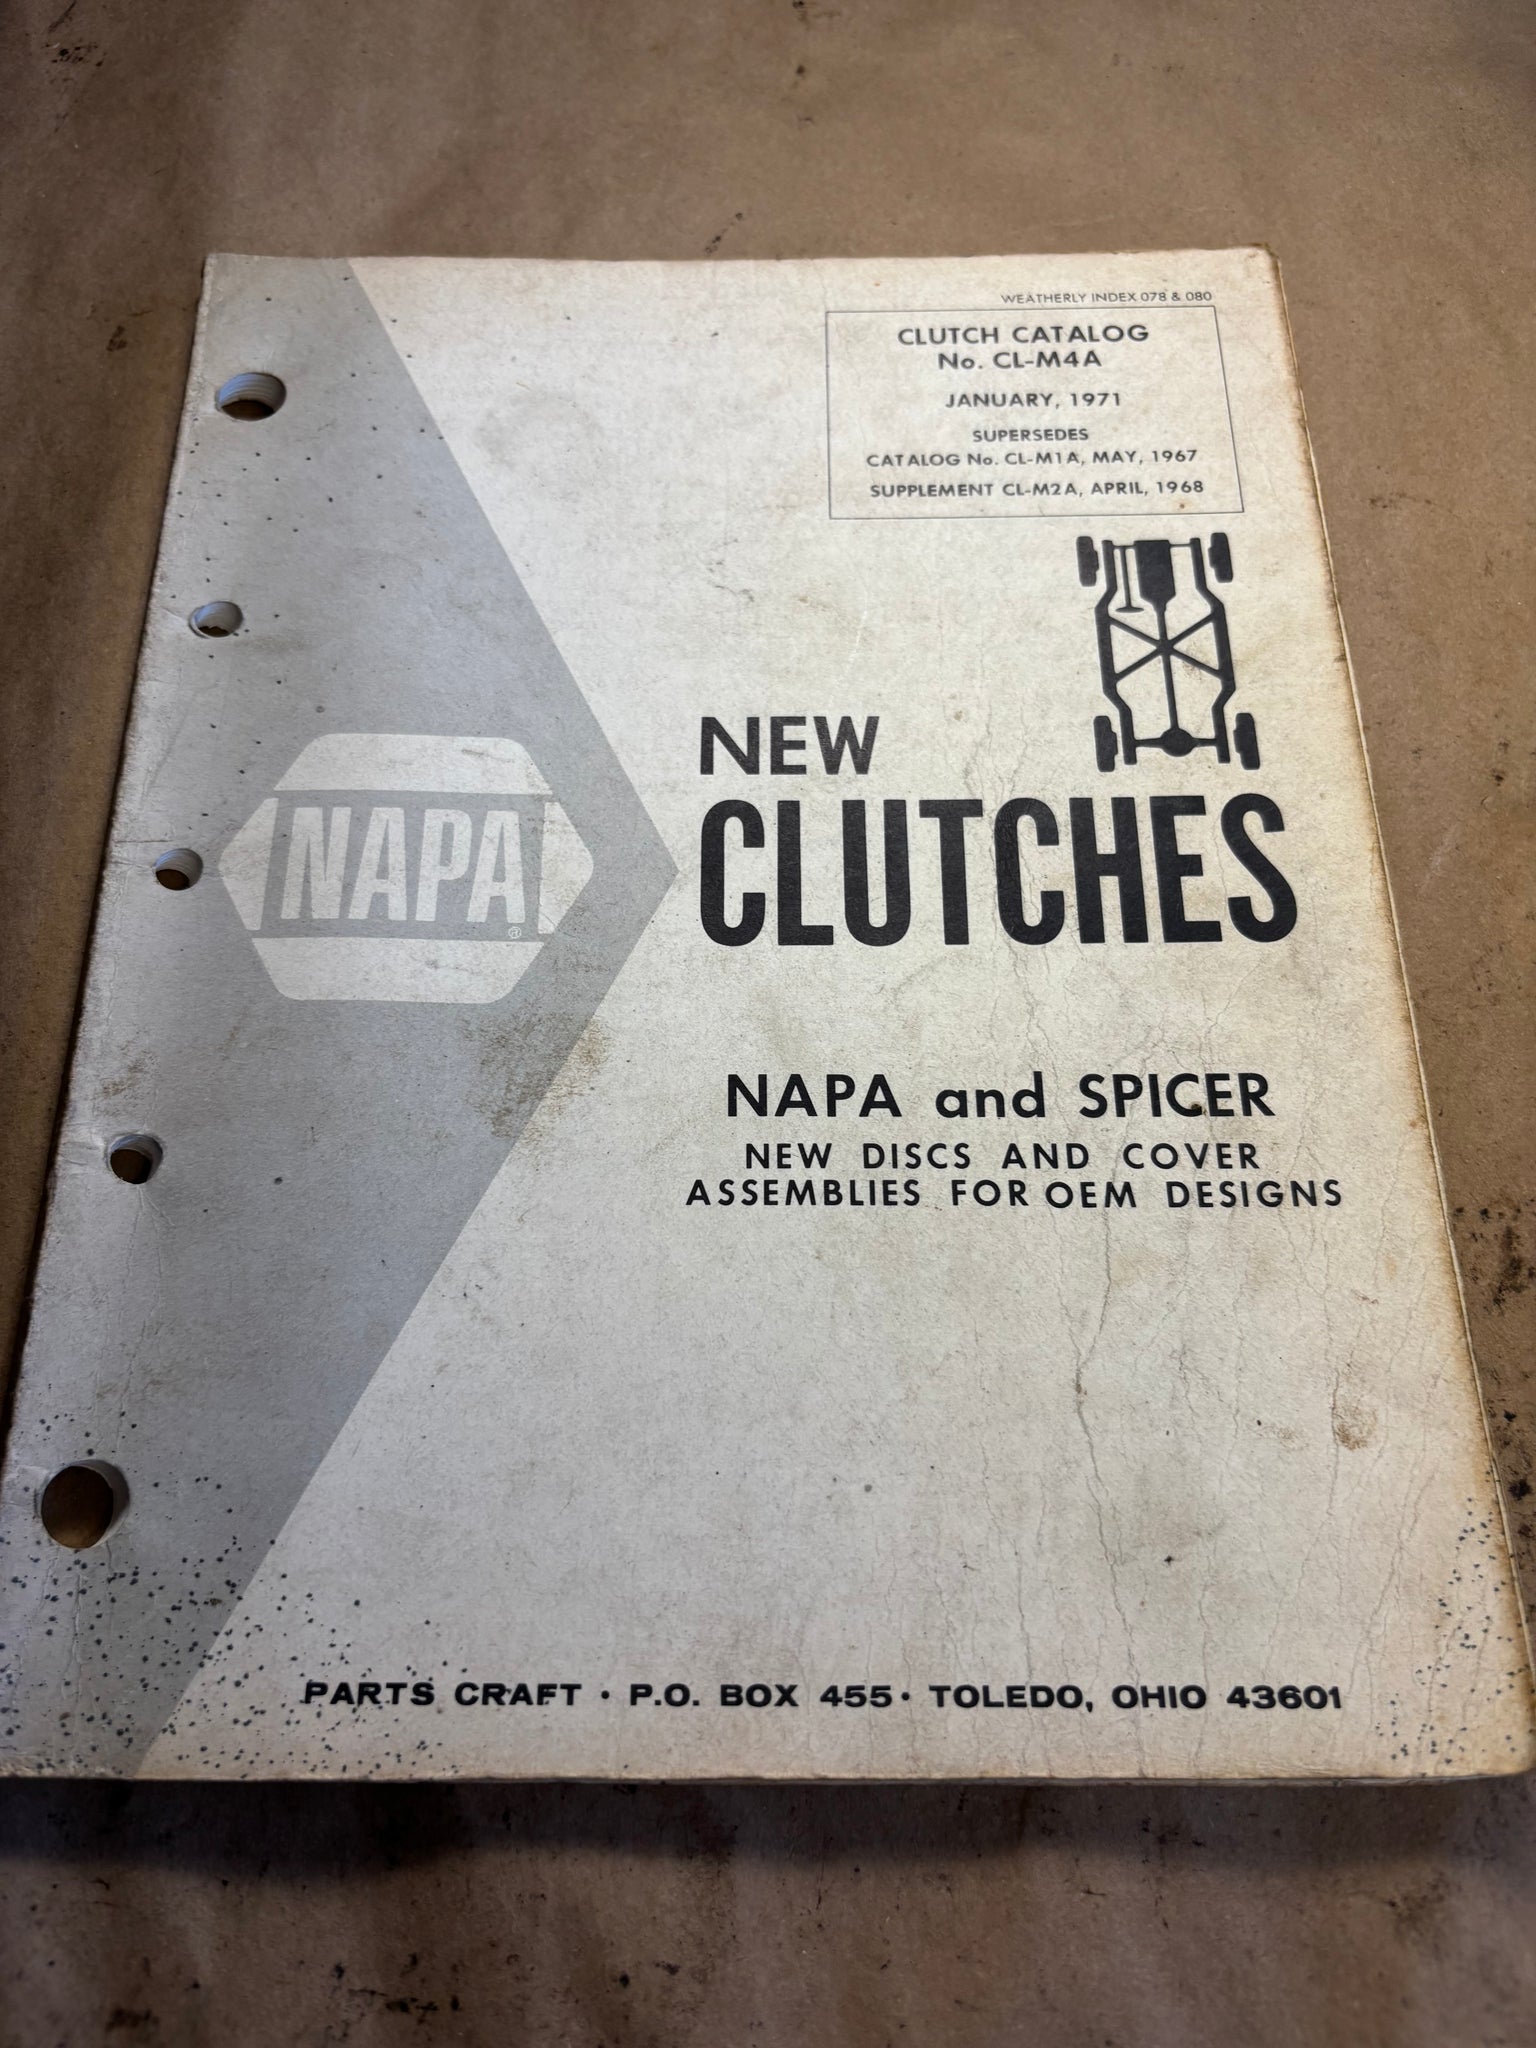 WEATHERLY INDEX 078 & 080
CLUTCH CATALOG
No. CL-M4A
JANUARY, 1971
SUPERSEDES
CATALOG No. CL-M1A, MAY, 1967
SUPPLEMENT CL-M2A, APRIL, 1968
NEW
CLUTCHES
NAPA®
NAPA and SPICER
NEW DISCS AND COVER
ASSEMBLIES FOR OEM DESIGNS
PARTS CRAFT • P.O. BOX 455 • TOLEDO, OHIO 43601